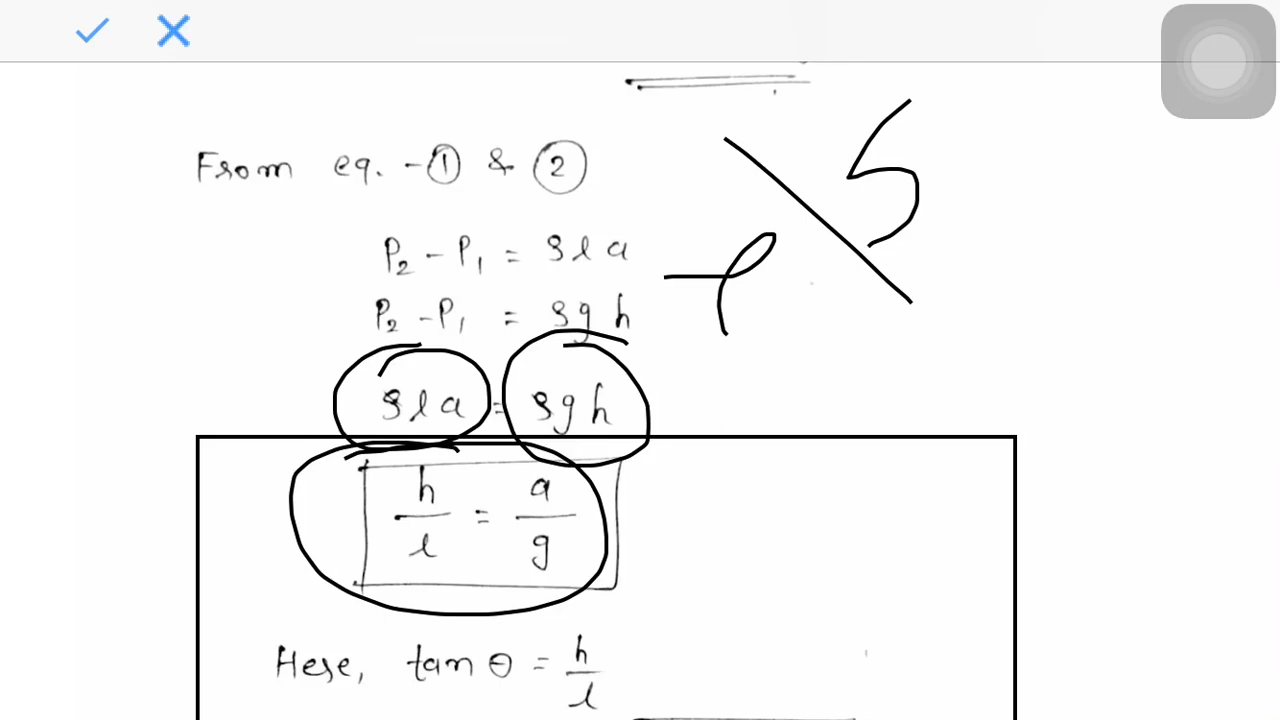 From eq. - ① & ②
P₂ - P₁ = ρ l a
P₂ - P₁ = ρ g h
ρ l a = ρ g h
h/l = a/g
Here, tan θ = h/l